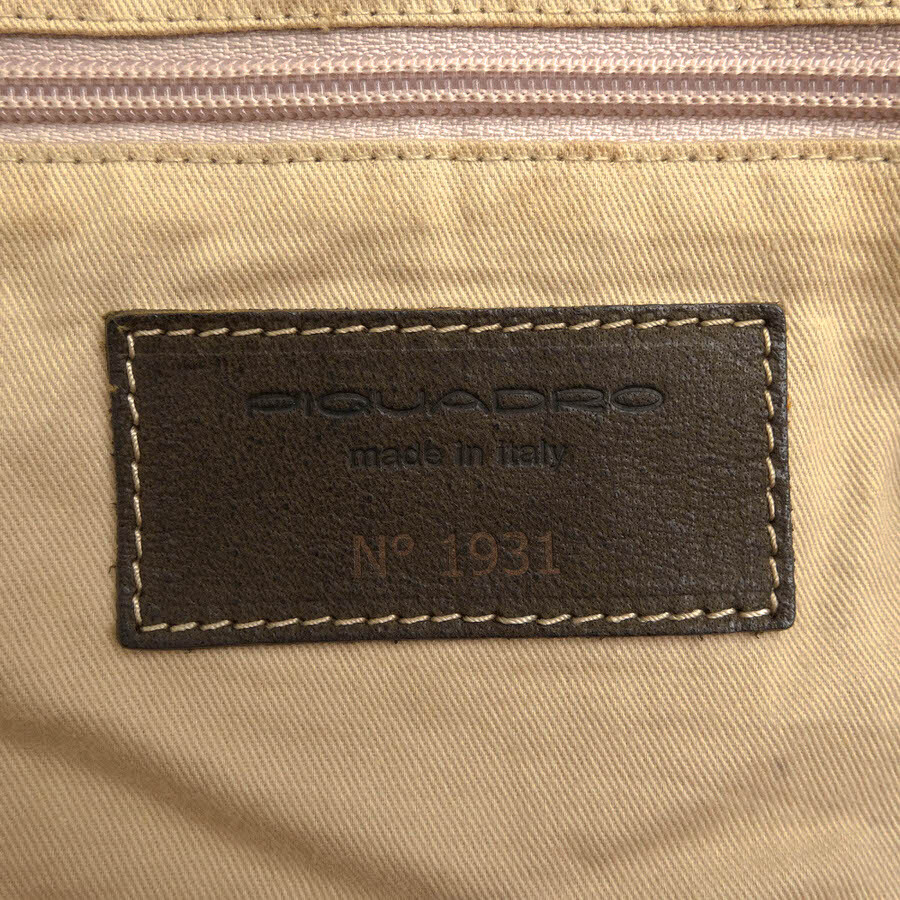 PIQUADRO
made in italy
N° 1931